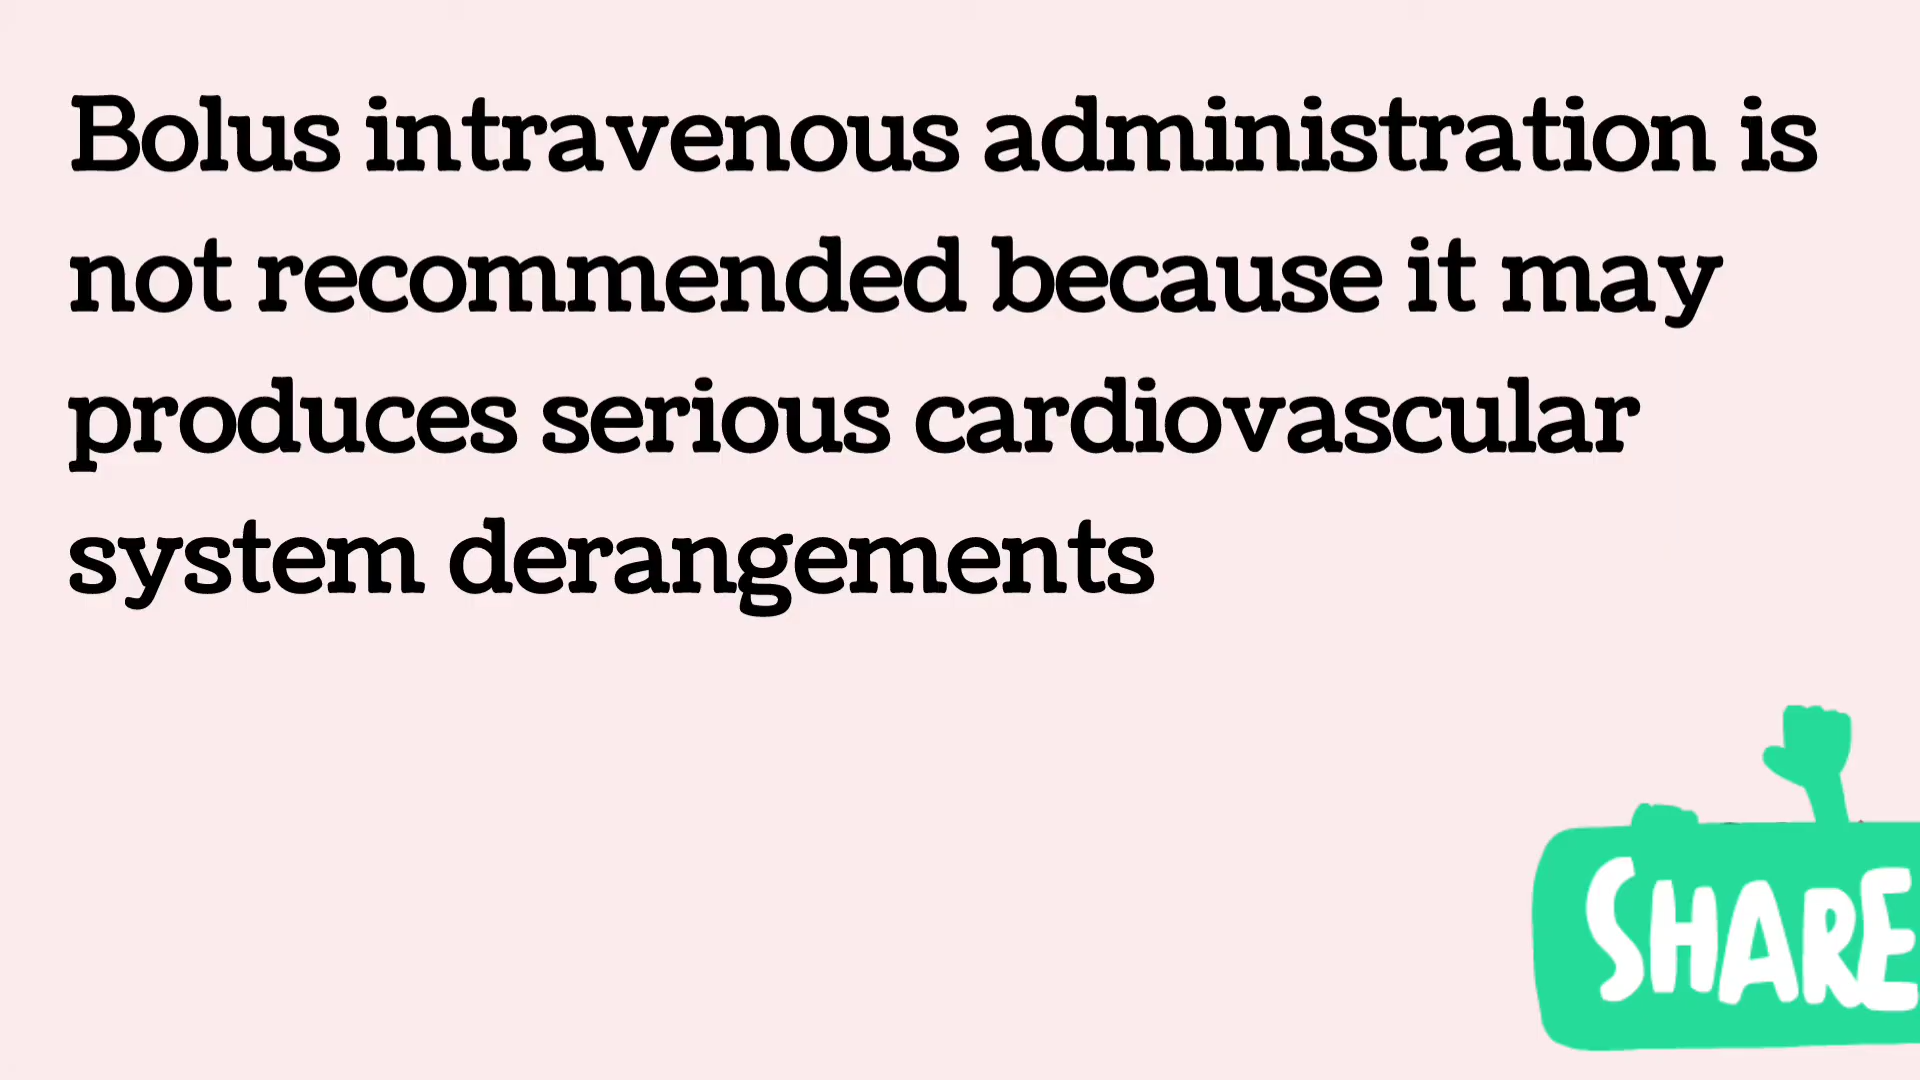 Bolus intravenous administration is
not recommended because it may
produces serious cardiovascular
system derangements
SHARE